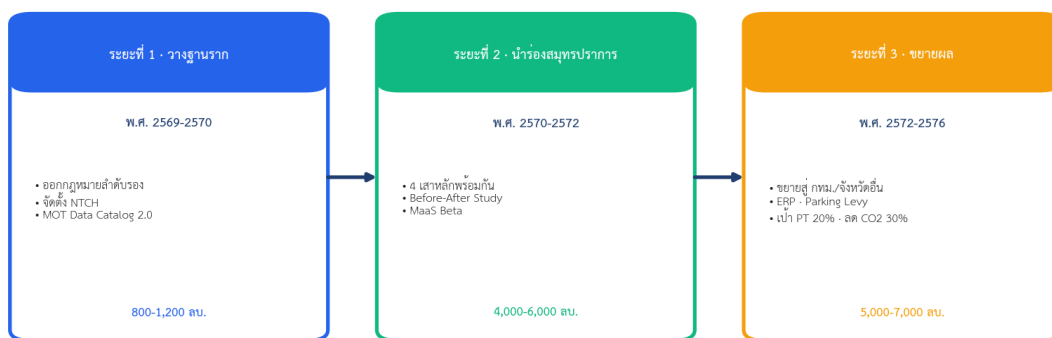 ระยะที่ 1 · วางฐานราก
พ.ศ. 2569-2570
• ออกกฎหมายลำดับรอง
• จัดตั้ง NTCH
• MOT Data Catalog 2.0
800-1,200 ลบ.
ระยะที่ 2 · นำร่องสมุทรปราการ
พ.ศ. 2570-2572
• 4 เสาหลักพร้อมกัน
• Before-After Study
• MaaS Beta
4,000-6,000 ลบ.
ระยะที่ 3 · ขยายผล
พ.ศ. 2572-2576
• ขยายสู่ กทม./จังหวัดอื่น
• ERP · Parking Levy
• เป้า PT 20% · ลด CO2 30%
5,000-7,000 ลบ.